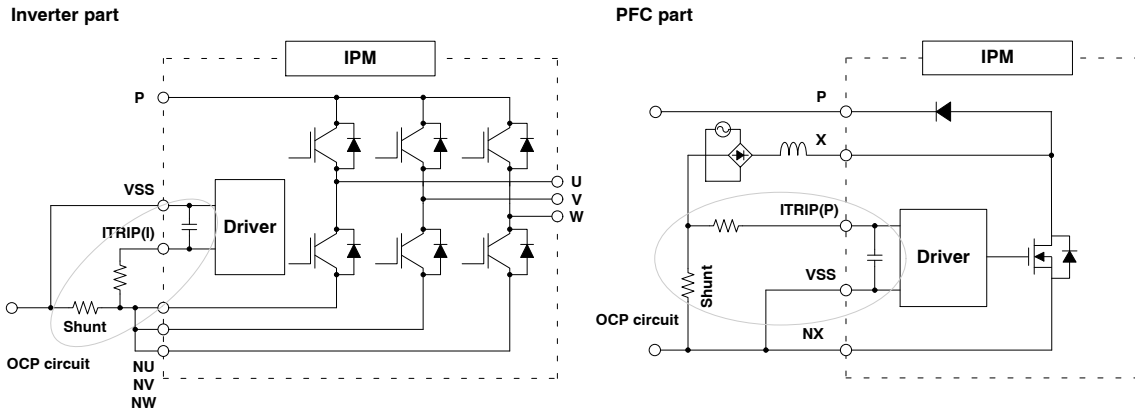 Inverter part
IPM
P
U
V
W
VSS
ITRIP(I)
Driver
Shunt
OCP circuit
NU
NV
NW
PFC part
IPM
P
X
ITRIP(P)
VSS
Driver
Shunt
OCP circuit
NX